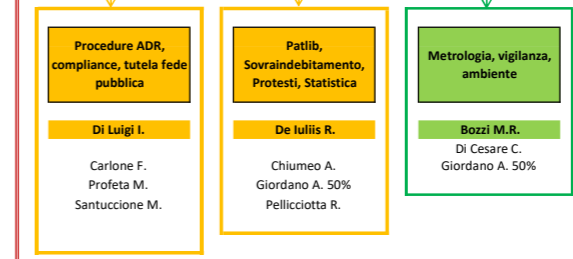 Procedure ADR,
compliance, tutela fede
pubblica
Di Luigi I.
Carlone F.
Profeta M.
Santuccione M.
Patlib,
Sovraindebitamento,
Protesti, Statistica
De Iuliis R.
Chiumeo A.
Giordano A. 50%
Pellicciotta R.
Metrologia, vigilanza,
ambiente
Bozzi M.R.
Di Cesare C.
Giordano A. 50%